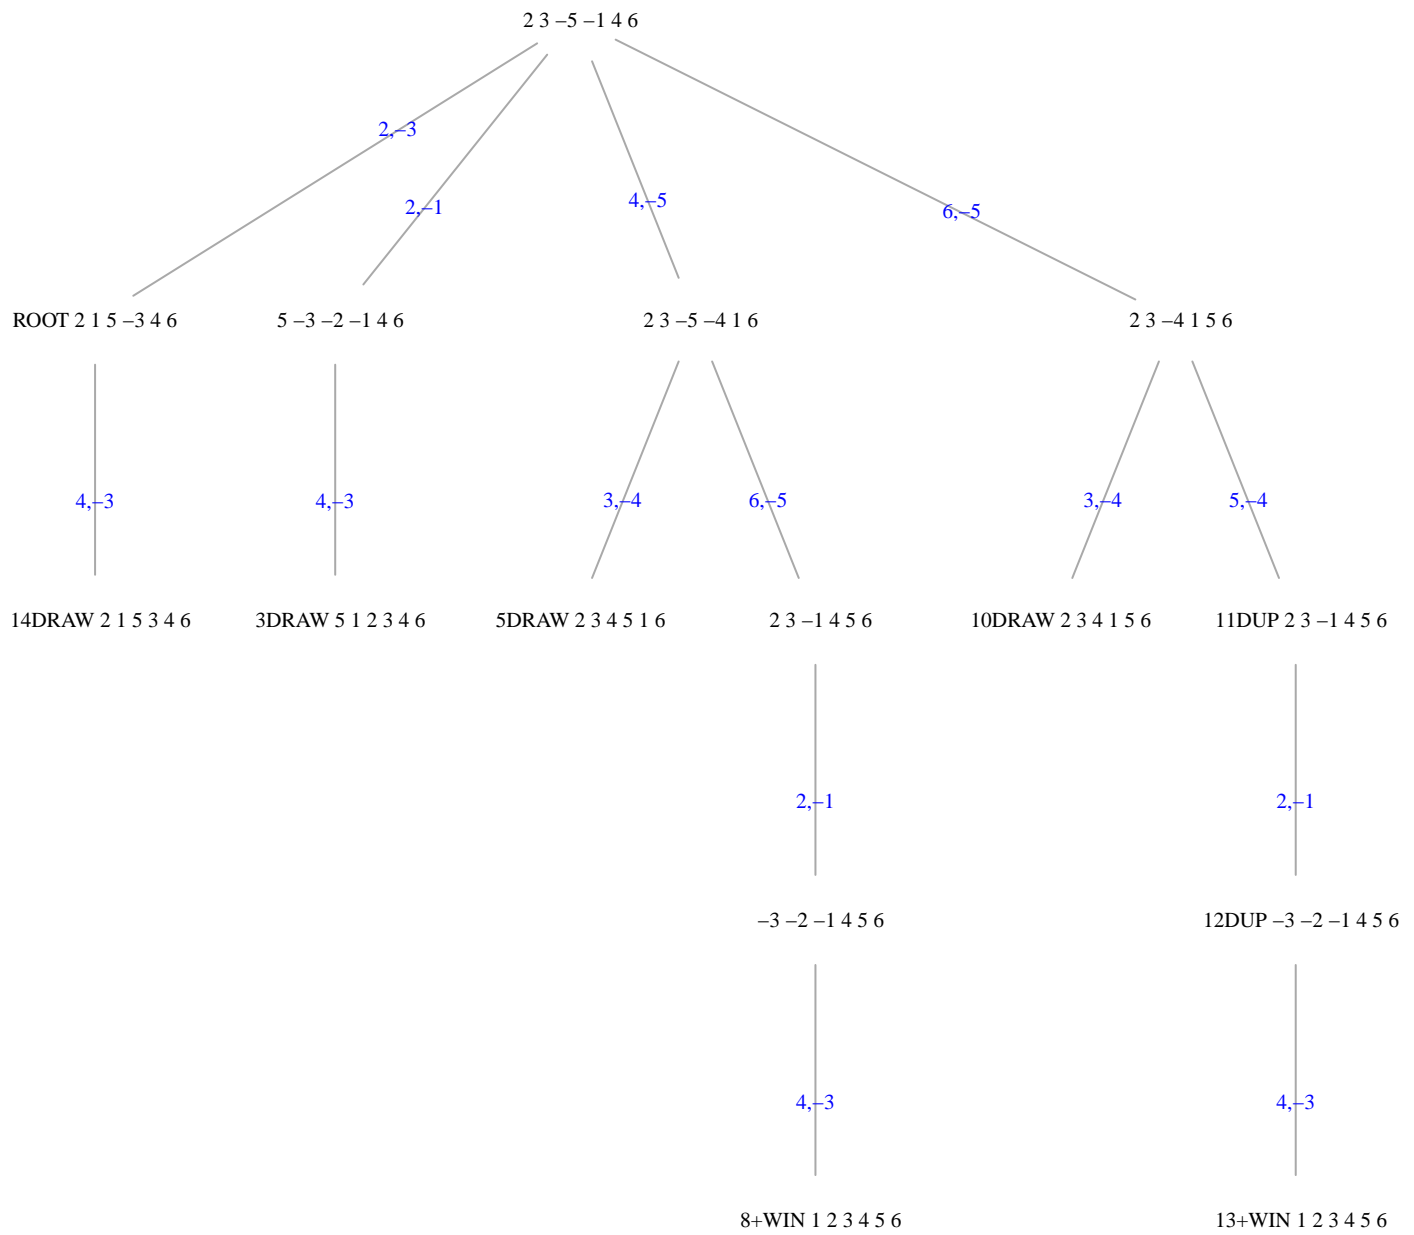 2 3 –5 –1 4 6
2,–3
2,–1
4,–5
6,–5
ROOT 2 1 5 –3 4 6
5 –3 –2 –1 4 6
2 3 –5 –4 1 6
2 3 –4 1 5 6
4,–3
4,–3
3,–4
6,–5
3,–4
5,–4
14DRAW 2 1 5 3 4 6
3DRAW 5 1 2 3 4 6
5DRAW 2 3 4 5 1 6
2 3 –1 4 5 6
10DRAW 2 3 4 1 5 6
11DUP 2 3 –1 4 5 6
2,–1
2,–1
–3 –2 –1 4 5 6
12DUP –3 –2 –1 4 5 6
4,–3
4,–3
8+WIN 1 2 3 4 5 6
13+WIN 1 2 3 4 5 6